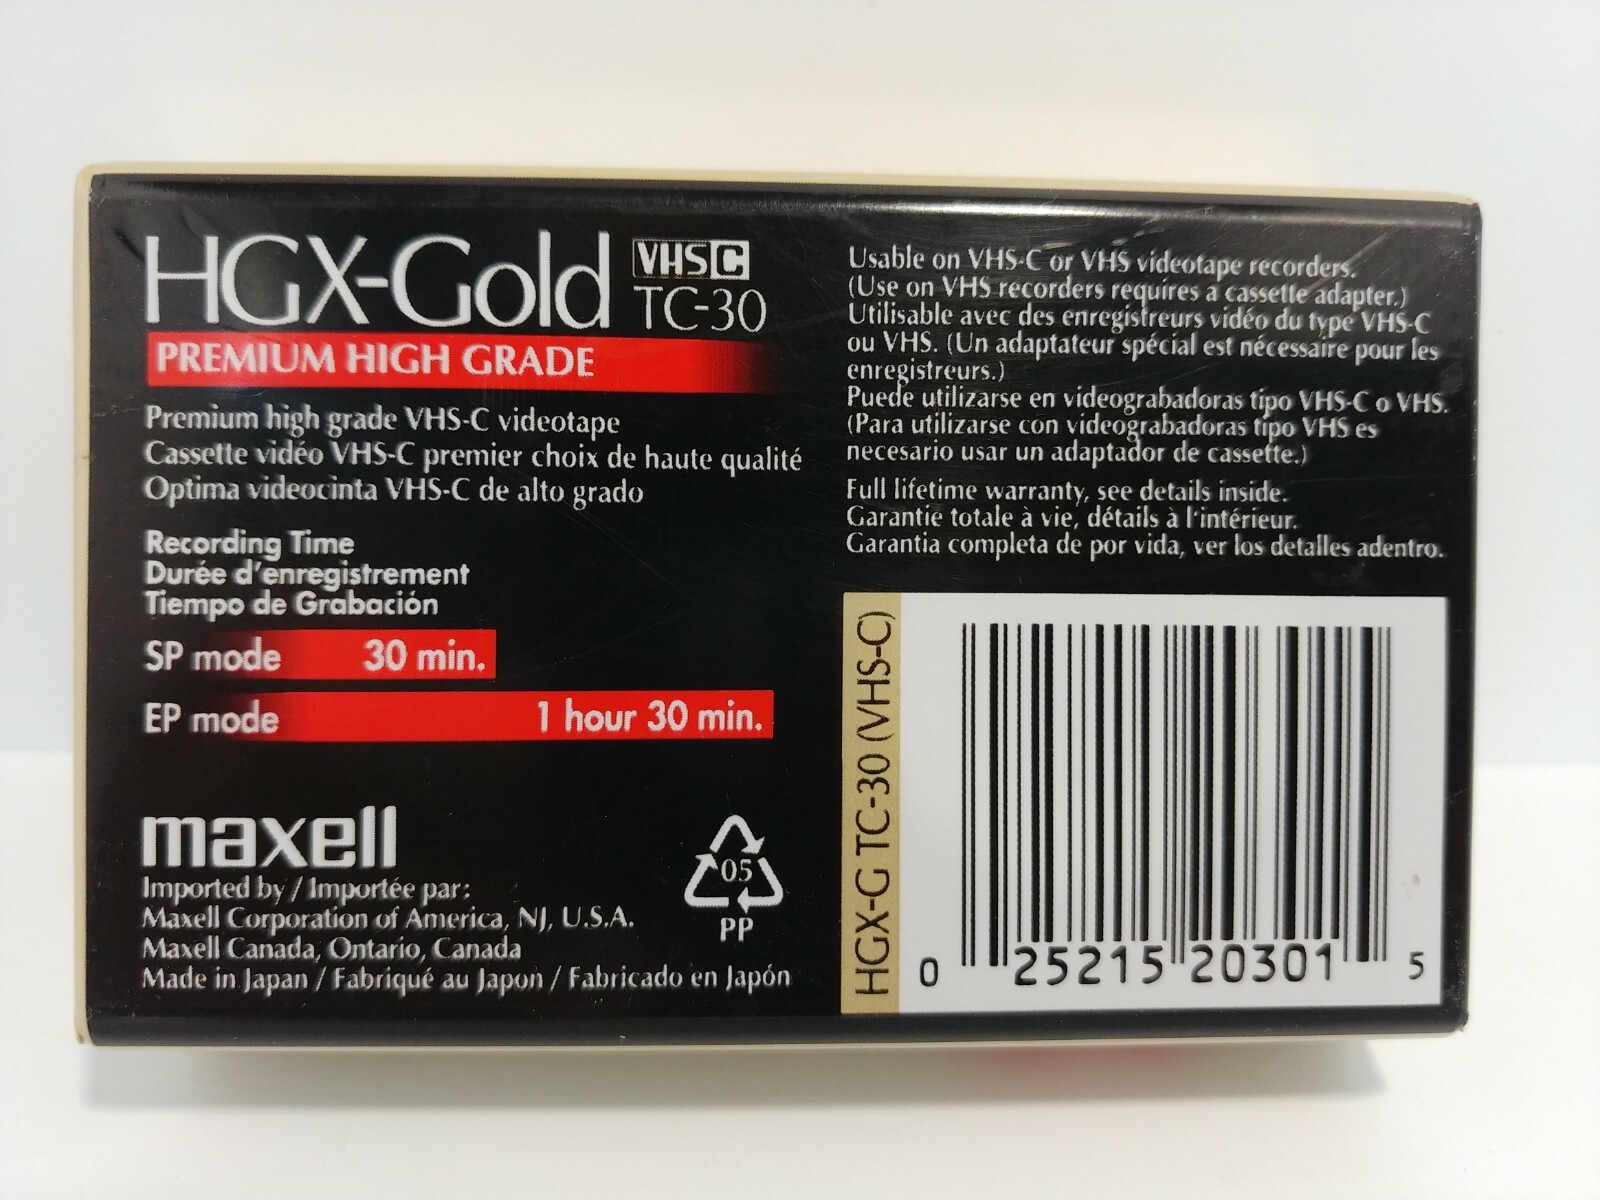 HGX-Gold VHS C
TC-30
PREMIUM HIGH GRADE
Premium high grade VHS-C videotape
Cassette vidéo VHS-C premier choix de haute qualité
Optima videocinta VHS-C de alto grado
Recording Time
Durée d'enregistrement
Tiempo de Grabación
SP mode 30 min.
EP mode 1 hour 30 min.
maxell
Imported by / Importée par:
Maxell Corporation of America, NJ, U.S.A.
Maxell Canada, Ontario, Canada
Made in Japan / Fabriqué au Japon / Fabricado en Japón
05
PP
Usable on VHS-C or VHS videotape recorders.
(Use on VHS recorders requires a cassette adapter.)
Utilisable avec des enregistreurs vidéo du type VHS-C
ou VHS. (Un adaptateur spécial est nécessaire pour les
enregistreurs.)
Puede utilizarse en videograbadoras tipo VHS-C o VHS.
(Para utilizarse con videograbadoras tipo VHS es
necesario usar un adaptador de cassette.)
Full lifetime warranty, see details inside.
Garantie totale à vie, détails à l'intérieur.
Garantia completa de por vida, ver los detalles adentro.
HGX-G TC-30 (VHS-C)
0 25215 20301 5